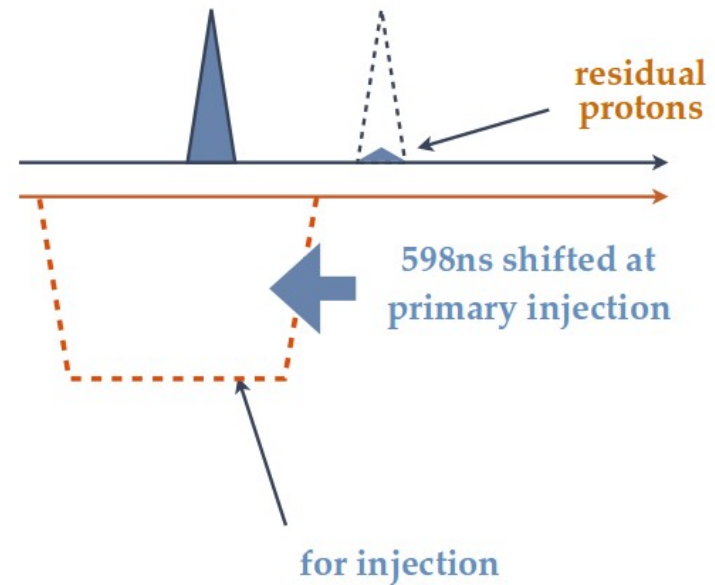 residual
protons
598ns shifted at
primary injection
for injection